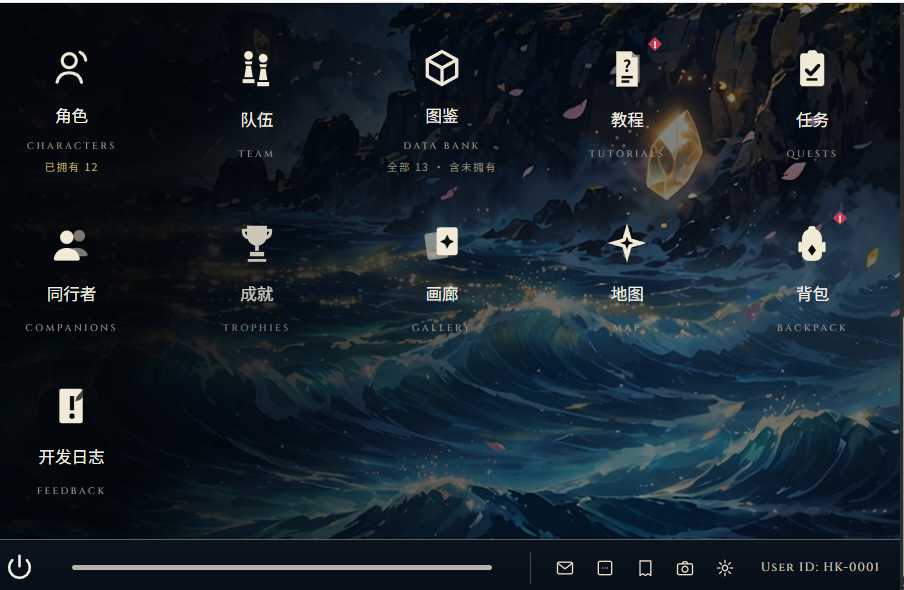 角色
CHARACTERS
已拥有 12
队伍
TEAM
图鉴
DATA BANK
全部 13 · 含未拥有
教程
TUTORIALS
任务
QUESTS
同行者
COMPANIONS
成就
TROPHIES
画廊
GALLERY
地图
MAP
背包
BACKPACK
开发日志
FEEDBACK
USER ID: HK-0001